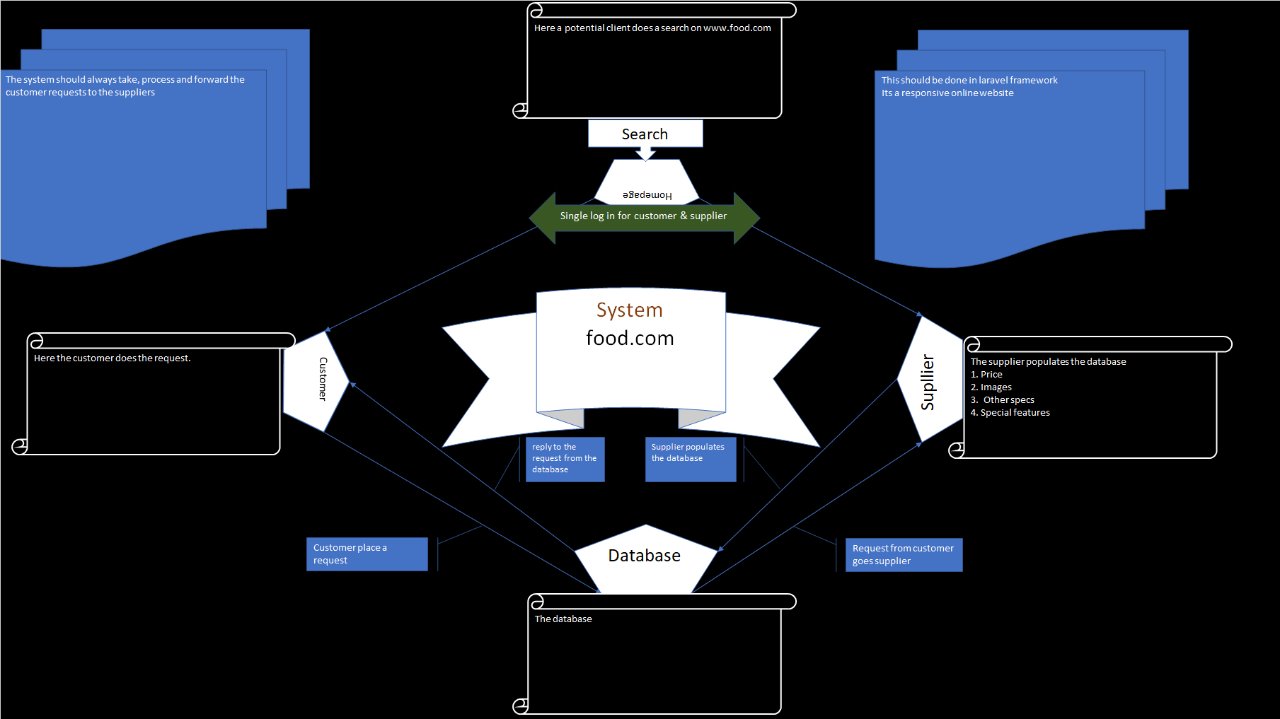 Here a potential client does a search on www.food.com
The system should always take, process and forward the
customer requests to the suppliers
This should be done in laravel framework
Its a responsive online website
Search
Homepage
Single log in for customer & supplier
System
food.com
Here the customer does the request.
Customer
Supllier
The supplier populates the database
1. Price
2. Images
3. Other specs
4. Special features
reply to the
request from the
database
Supplier populates
the database
Customer place a
request
Database
Request from customer
goes supplier
The database